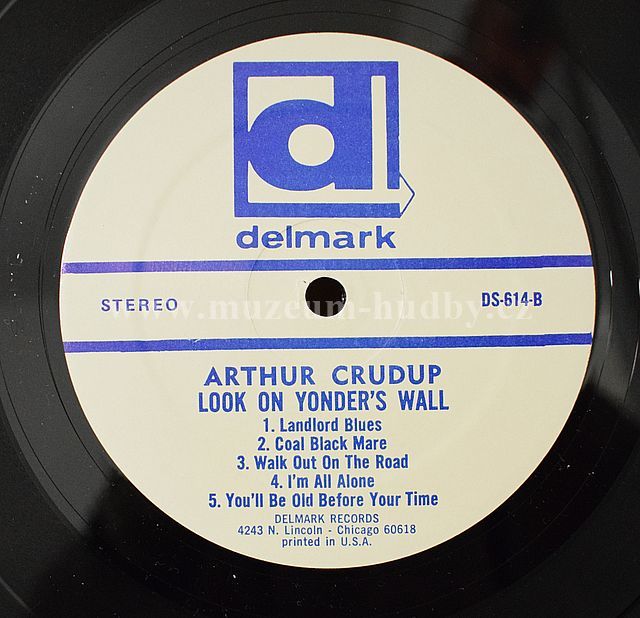 d
delmark
STEREO
DS-614-B
www.muzeum-hudby.cz
ARTHUR CRUDUP
LOOK ON YONDER'S WALL
1. Landlord Blues
2. Coal Black Mare
3. Walk Out On The Road
4. I'm All Alone
5. You'll Be Old Before Your Time
DELMARK RECORDS
4243 N. Lincoln - Chicago 60618
printed in U.S.A.